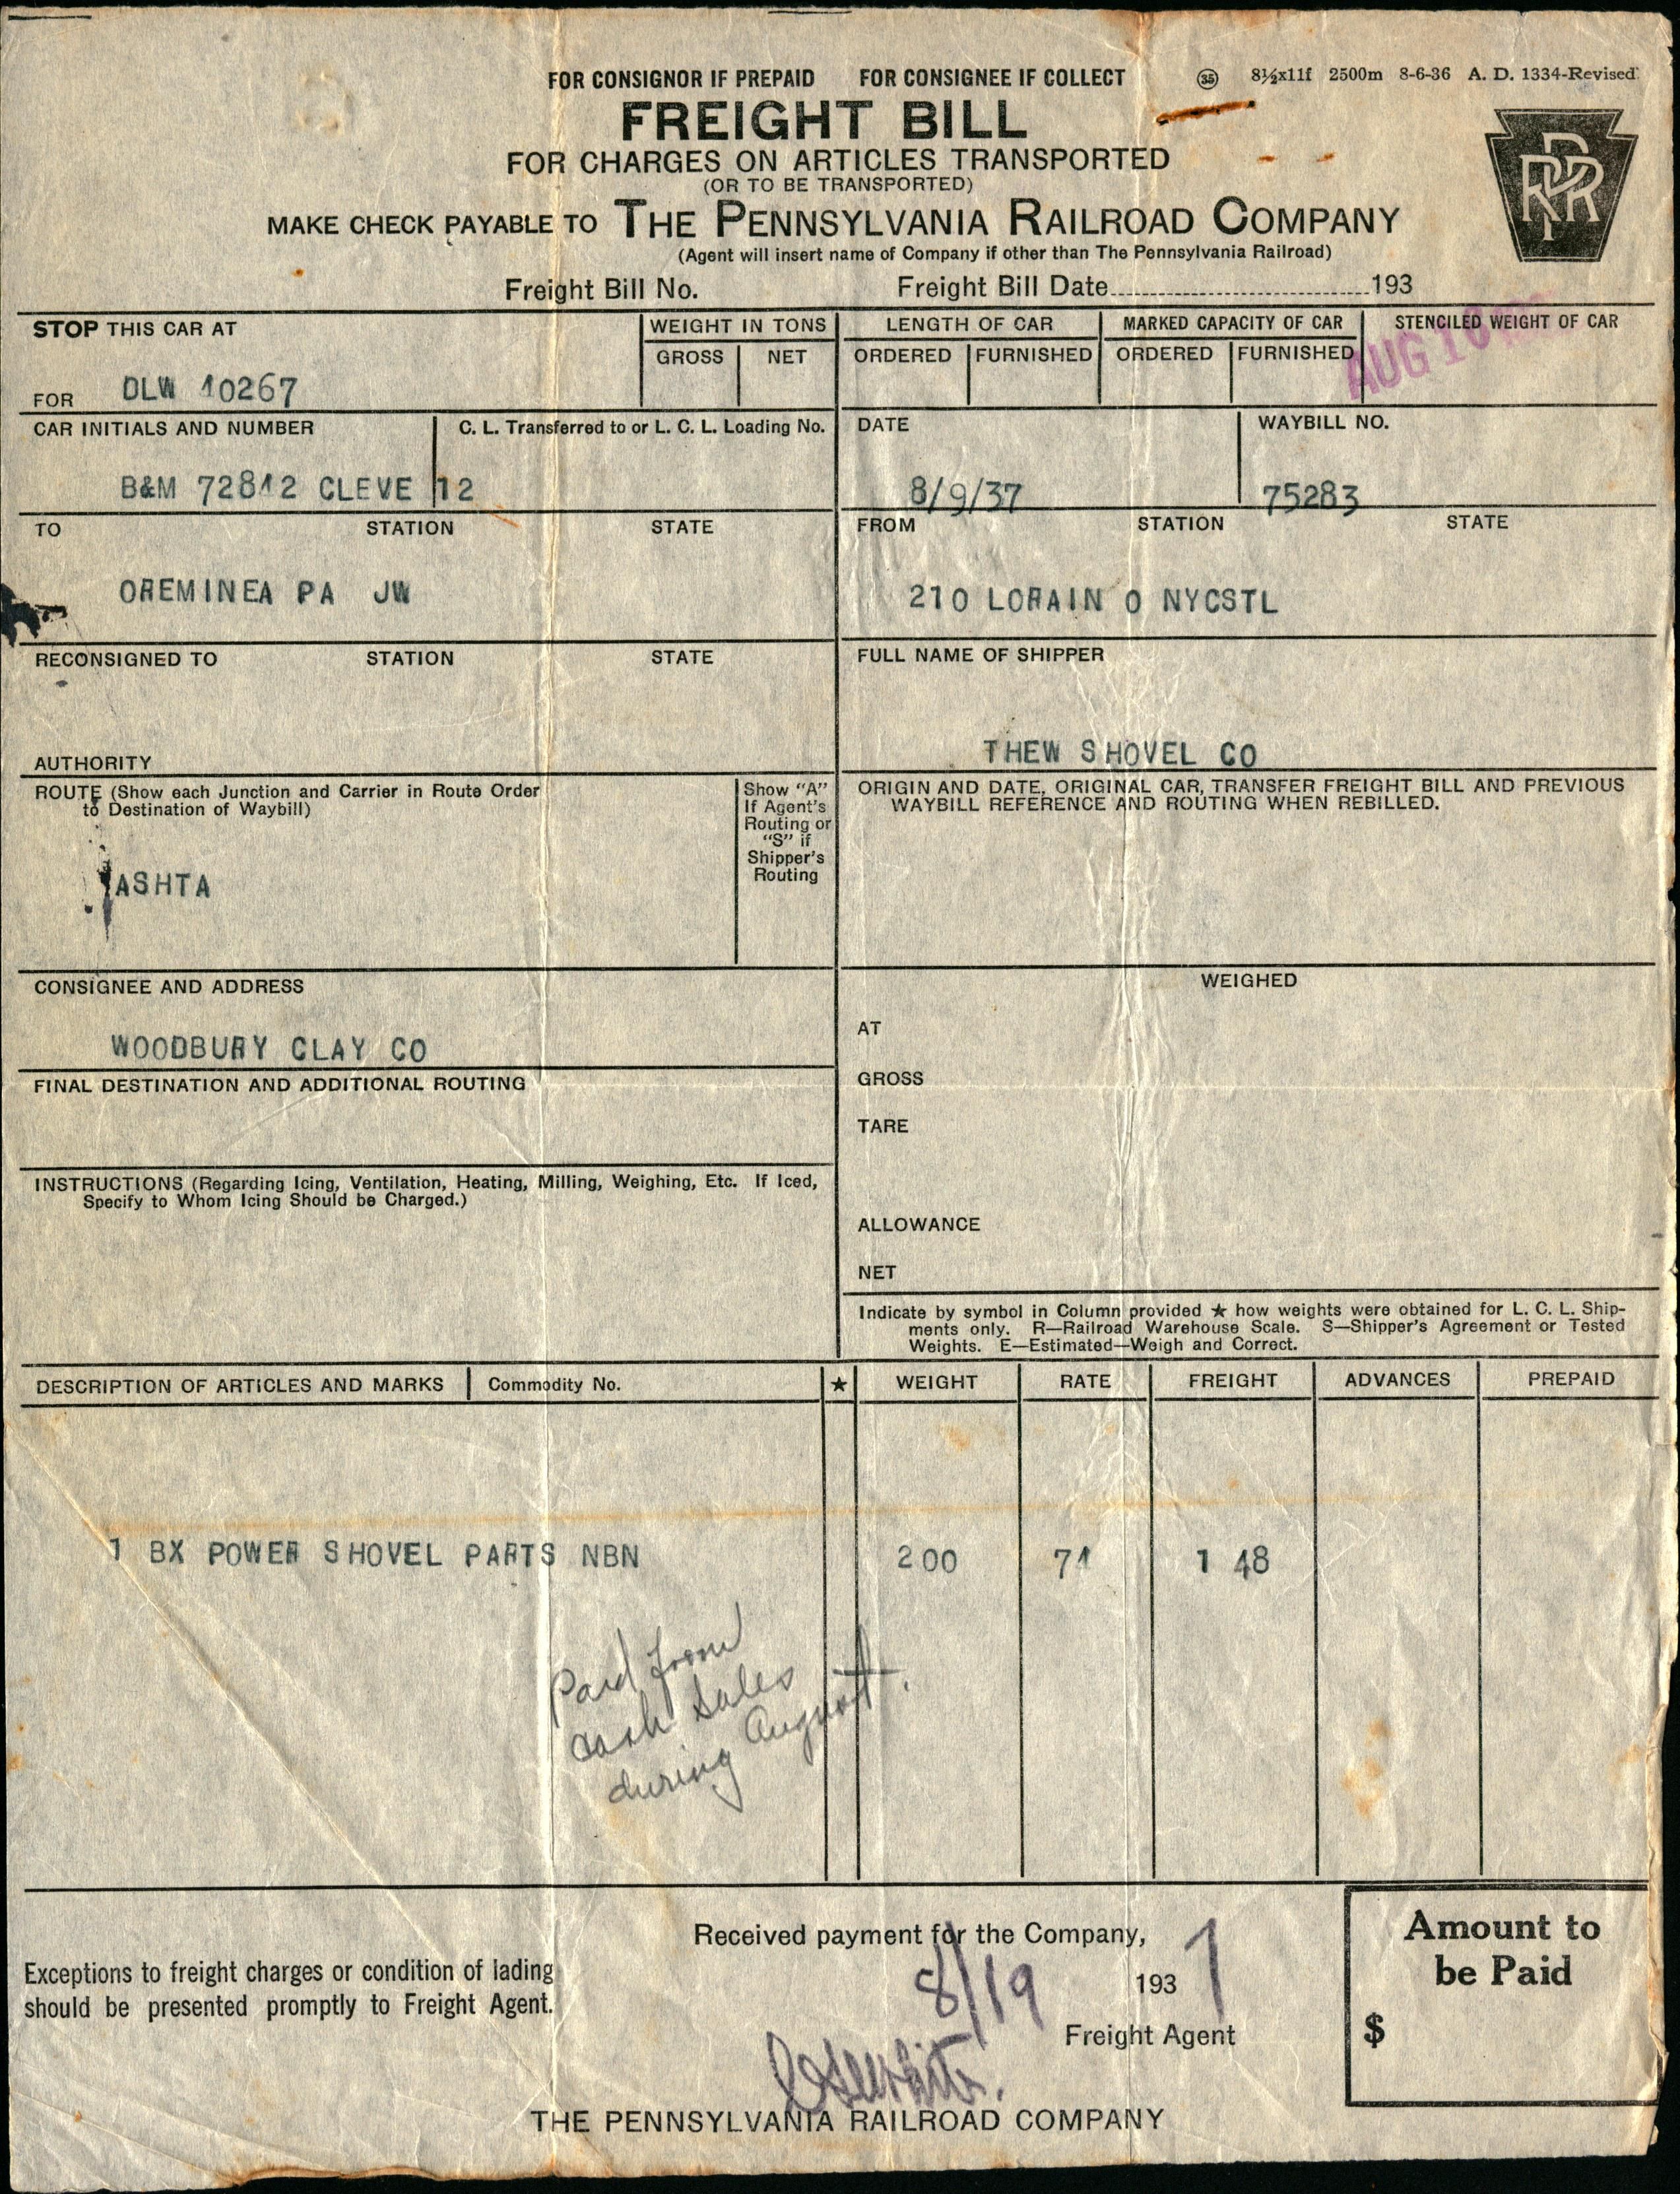 FOR CONSIGNOR IF PREPAID FOR CONSIGNEE IF COLLECT
35 8½x11f 2500m 8-6-36 A. D. 1334-Revised
FREIGHT BILL
FOR CHARGES ON ARTICLES TRANSPORTED
(OR TO BE TRANSPORTED)
MAKE CHECK PAYABLE TO THE PENNSYLVANIA RAILROAD COMPANY
(Agent will insert name of Company if other than The Pennsylvania Railroad)
PRR
Freight Bill No. Freight Bill Date 193
STOP THIS CAR AT
WEIGHT IN TONS
GROSS NET
LENGTH OF CAR
ORDERED FURNISHED
MARKED CAPACITY OF CAR
ORDERED FURNISHED
STENCILED WEIGHT OF CAR
AUG 10
FOR DLW 10267
CAR INITIALS AND NUMBER
C. L. Transferred to or L. C. L. Loading No.
DATE
WAYBILL NO.
B&M 72812 CLEVE 12
8/9/37
75283
TO STATION STATE
FROM STATION STATE
OREMINEA PA JW
210 LORAIN O NYCSTL
RECONSIGNED TO STATION STATE
FULL NAME OF SHIPPER
AUTHORITY
THEW SHOVEL CO
ROUTE (Show each Junction and Carrier in Route Order
to Destination of Waybill)
Show "A"
If Agent's
Routing or
"S" if
Shipper's
Routing
ORIGIN AND DATE, ORIGINAL CAR, TRANSFER FREIGHT BILL AND PREVIOUS
WAYBILL REFERENCE AND ROUTING WHEN REBILLED.
ASHTA
CONSIGNEE AND ADDRESS
WOODBURY CLAY CO
FINAL DESTINATION AND ADDITIONAL ROUTING
INSTRUCTIONS (Regarding Icing, Ventilation, Heating, Milling, Weighing, Etc. If Iced,
Specify to Whom Icing Should be Charged.)
WEIGHED
AT
GROSS
TARE
ALLOWANCE
NET
Indicate by symbol in Column provided ★ how weights were obtained for L. C. L. Ship-
ments only. R—Railroad Warehouse Scale. S—Shipper's Agreement or Tested
Weights. E—Estimated—Weigh and Correct.
DESCRIPTION OF ARTICLES AND MARKS Commodity No. ★ WEIGHT RATE FREIGHT ADVANCES PREPAID
1 BX POWER SHOVEL PARTS NBN 200 74 1 48
Paid from
cash sales
during August.
Received payment for the Company,
8/19 1937
Freight Agent
Exceptions to freight charges or condition of lading
should be presented promptly to Freight Agent.
Amount to
be Paid
$
THE PENNSYLVANIA RAILROAD COMPANY